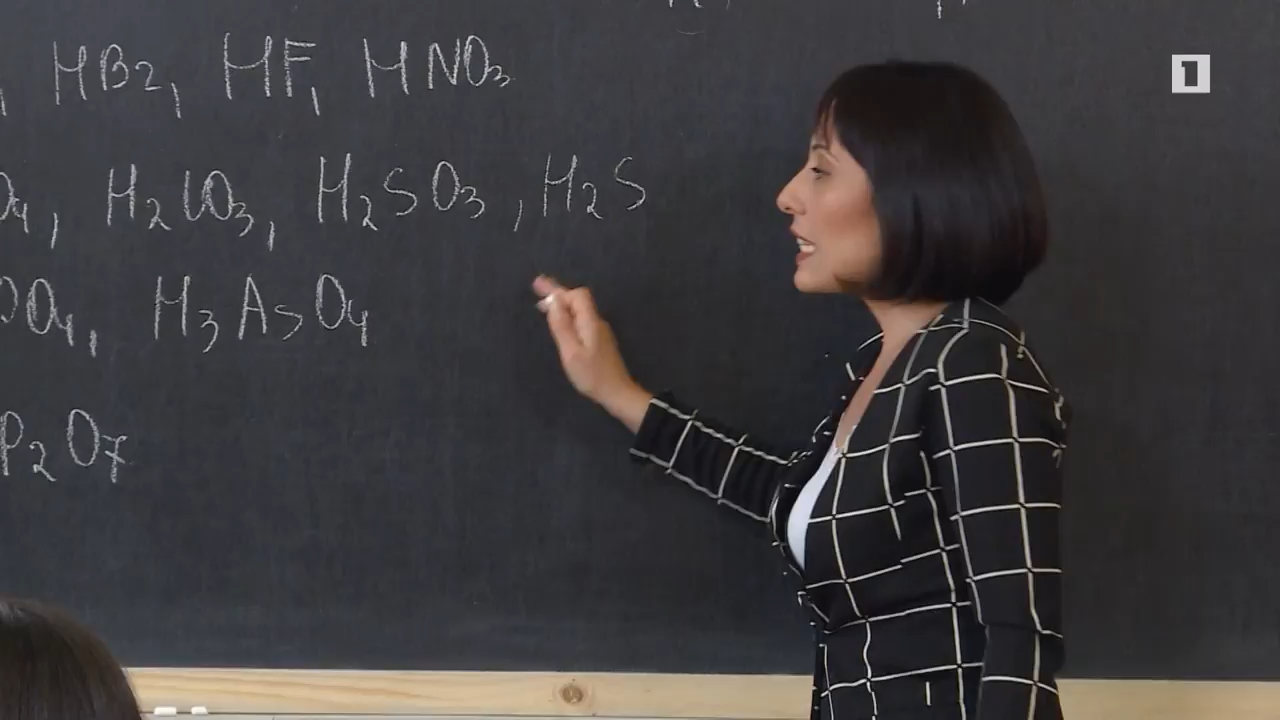 , HBr, HF, HNO₃
O₄, H₂CO₃, H₂SO₃, H₂S
O₄, H₃AsO₄
P₂O₇
1